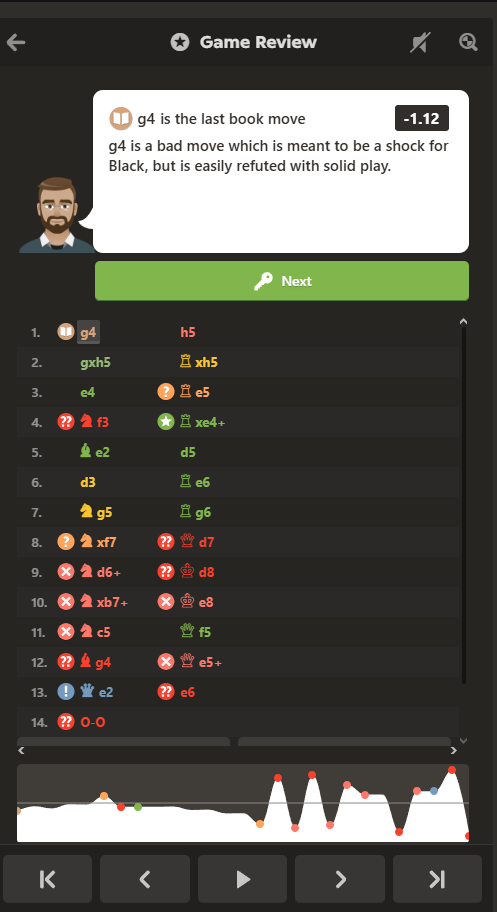 Game Review
g4 is the last book move -1.12
g4 is a bad move which is meant to be a shock for
Black, but is easily refuted with solid play.
Next
1. g4 h5
2. gxh5 xh5
3. e4 ? e5
4. ?? f3 xe4+
5. e2 d5
6. d3 e6
7. g5 g6
8. ? xf7 ?? d7
9. d6+ ?? d8
10. xb7+ e8
11. c5 f5
12. ?? g4 e5+
13. ! e2 ?? e6
14. ?? O-O